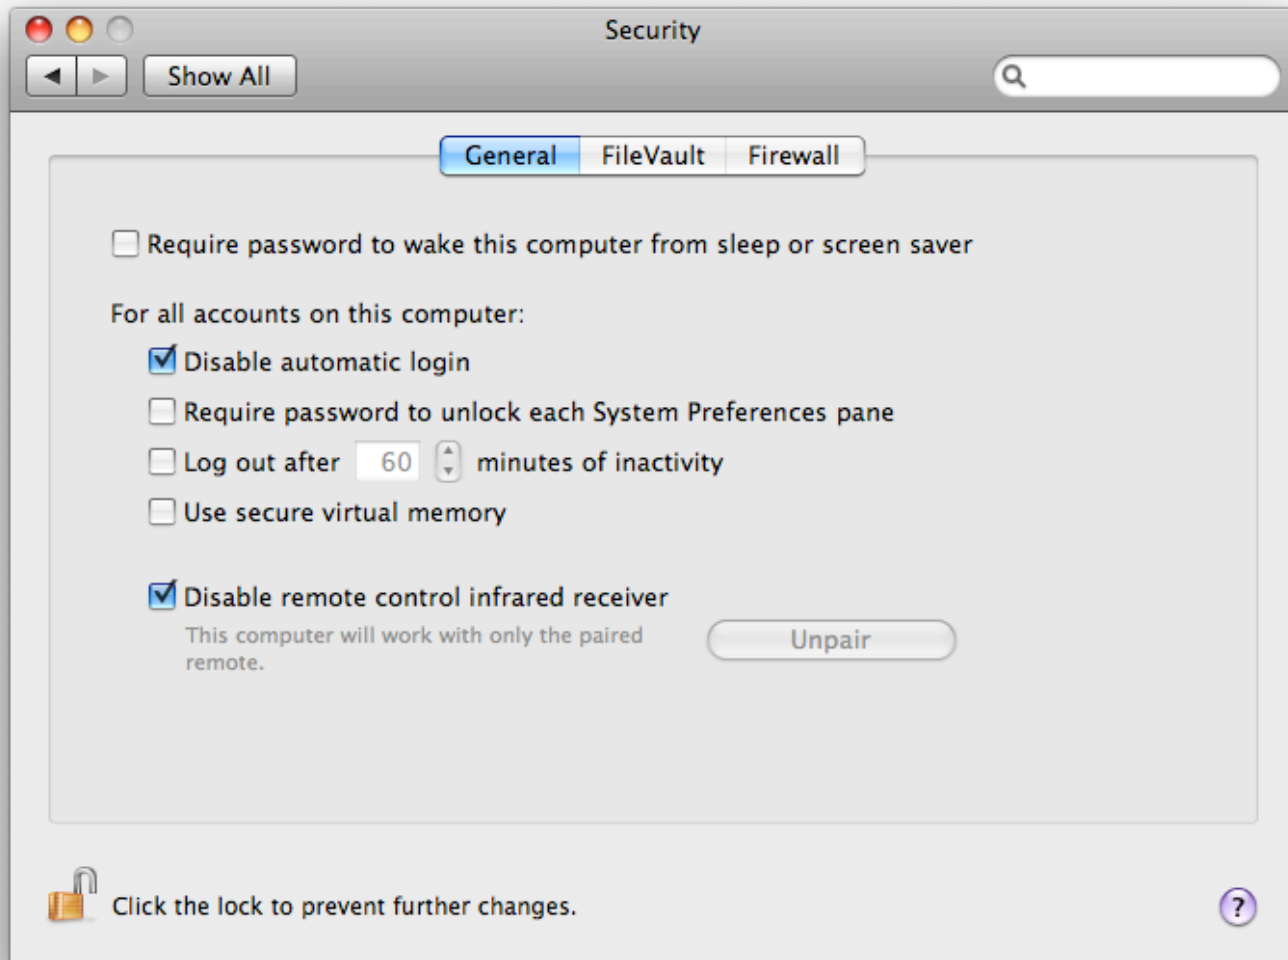 Security
Show All
General FileVault Firewall
Require password to wake this computer from sleep or screen saver
For all accounts on this computer:
Disable automatic login
Require password to unlock each System Preferences pane
Log out after 60 minutes of inactivity
Use secure virtual memory
Disable remote control infrared receiver
This computer will work with only the paired
remote.
Unpair
Click the lock to prevent further changes.
?